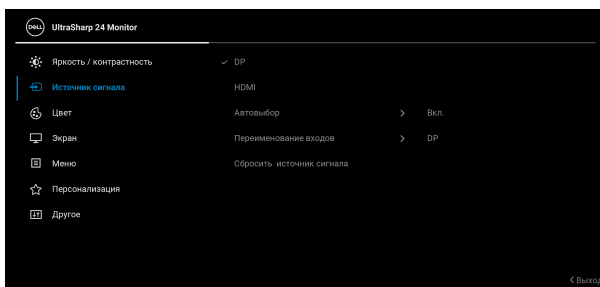 DELL UltraSharp 24 Monitor
Яркость / контрастность
✓ DP
Источник сигнала
HDMI
Цвет
Автовыбор > Вкл.
Экран
Переименование входов > DP
Меню
Сбросить источник сигнала
Персонализация
Другое
< Выход